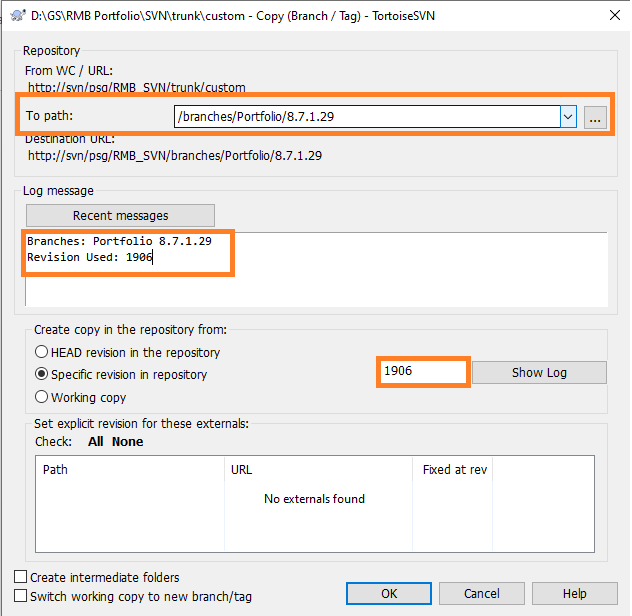 D:\GS\RMB Portfolio\SVN\trunk\custom - Copy (Branch / Tag) - TortoiseSVN
Repository
From WC / URL:
http://svn/psg/RMB_SVN/trunk/custom
To path:
/branches/Portfolio/8.7.1.29
...
Destination URL:
http://svn/psg/RMB_SVN/branches/Portfolio/8.7.1.29
Log message
Recent messages
Branches: Portfolio 8.7.1.29
Revision Used: 1906
Create copy in the repository from:
HEAD revision in the repository
Specific revision in repository
1906
Show Log
Working copy
Set explicit revision for these externals:
Check: All None
Path URL Fixed at rev
No externals found
Create intermediate folders
Switch working copy to new branch/tag
OK Cancel Help